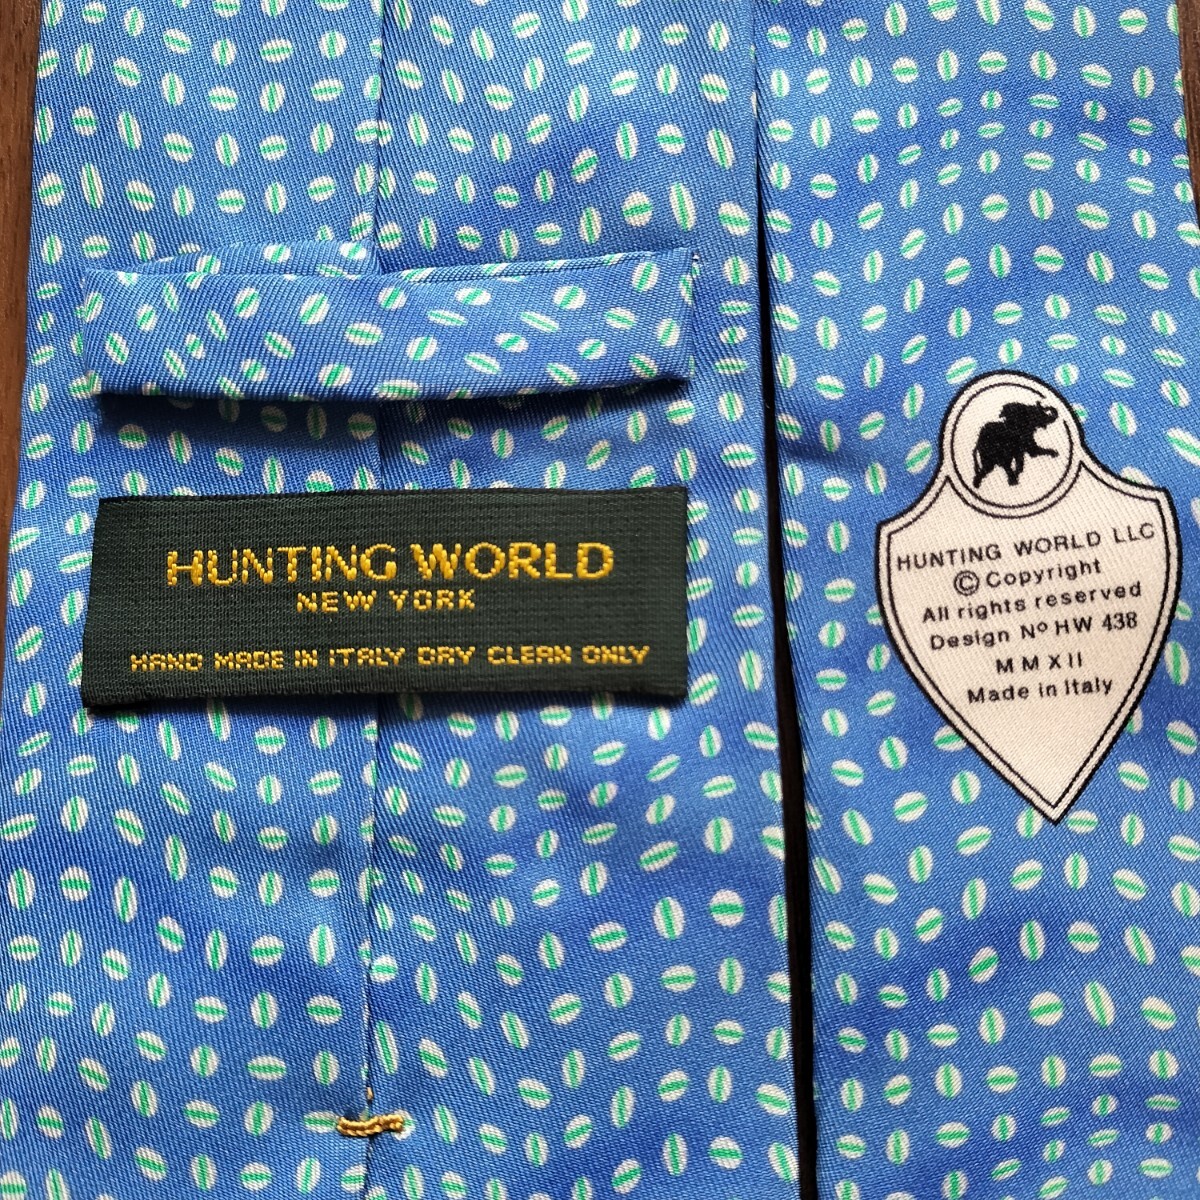 HUNTING WORLD
NEW YORK
HAND MADE IN ITALY DRY CLEAN ONLY
HUNTING WORLD LLC
© Copyright
All rights reserved
Design Nº HW 438
MMXII
Made in Italy